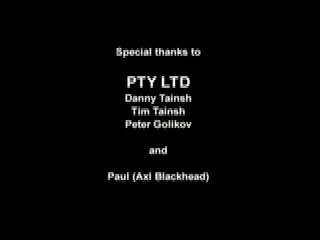 Special thanks to
PTY LTD
Danny Tainsh
Tim Tainsh
Peter Golikov
and
Paul (Axl Blackhead)